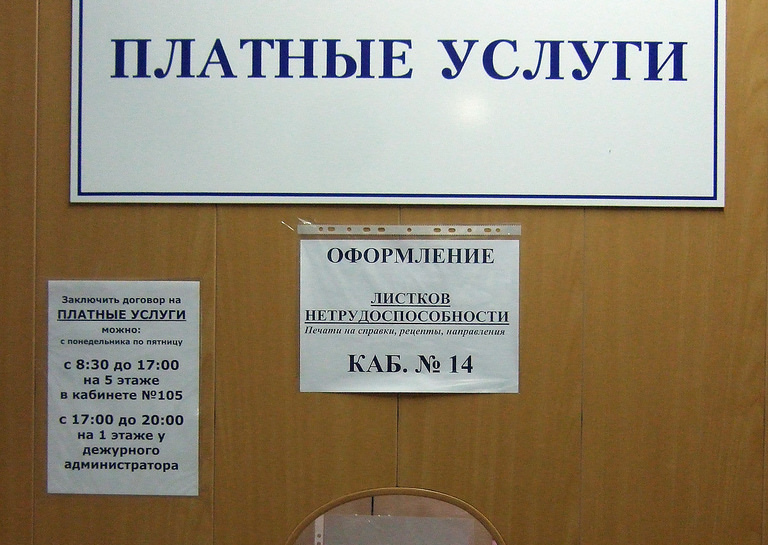 ПЛАТНЫЕ УСЛУГИ
ОФОРМЛЕНИЕ
ЛИСТКОВ
НЕТРУДОСПОСОБНОСТИ
Печати на справки, рецепты, направления
КАБ. № 14
Заключить договор на
ПЛАТНЫЕ УСЛУГИ
можно:
с понедельника по пятницу
с 8:30 до 17:00
на 5 этаже
в кабинете №105
с 17:00 до 20:00
на 1 этаже у
дежурного
администратора